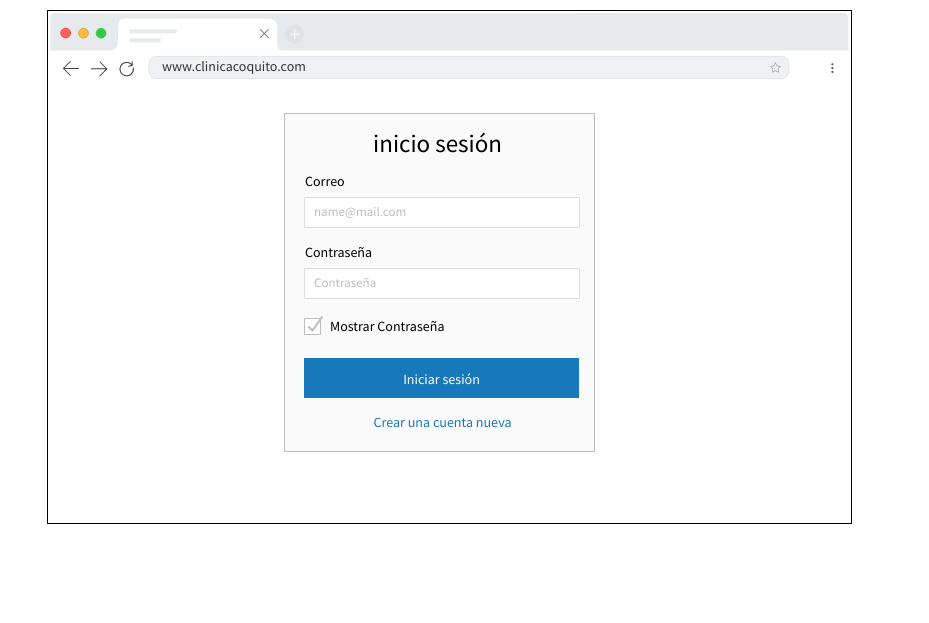 www.clinicacoquito.com
inicio sesión
Correo
name@mail.com
Contraseña
Contraseña
Mostrar Contraseña
Iniciar sesión
Crear una cuenta nueva